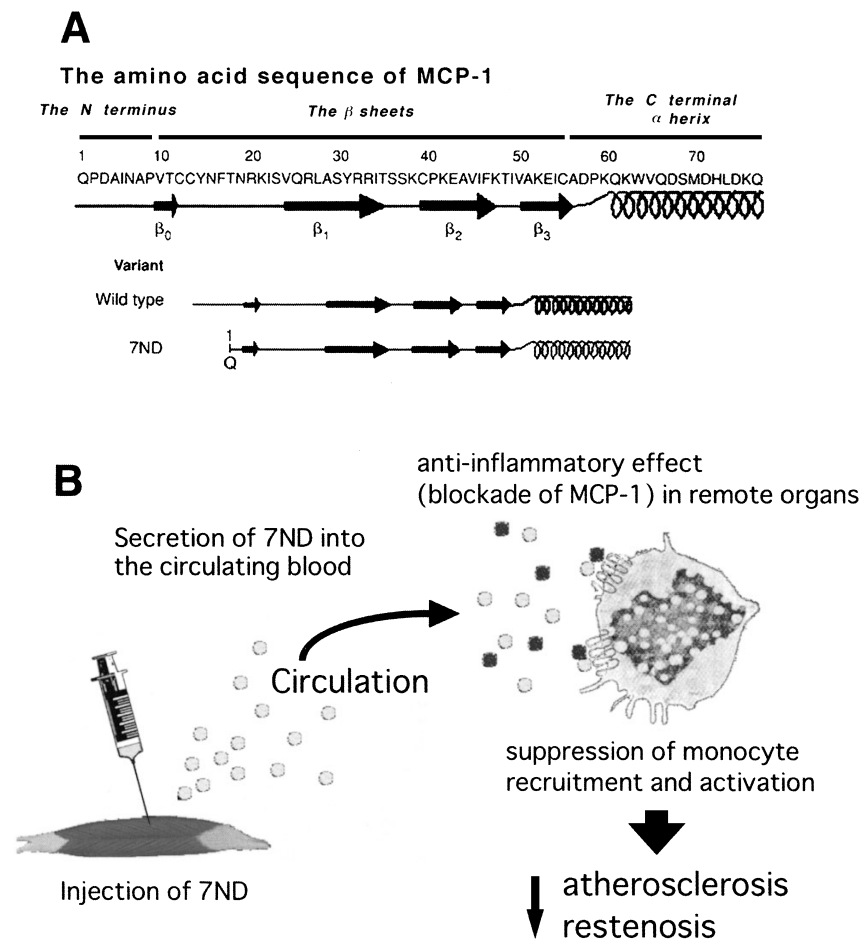 A
The amino acid sequence of MCP-1
The N terminus
The β sheets
The C terminal
α herix
1 10 20 30 40 50 60 70
QPDAINAPVTCCYNFTNRKISVQRLASYRRITSSKCPKEAVIFKTIVAKEICADPKQKWVQDSMDHLDKQ
β0 β1 β2 β3
Variant
Wild type
7ND
1
Q
B
anti-inflammatory effect
(blockade of MCP-1) in remote organs
Secretion of 7ND into
the circulating blood
Circulation
suppression of monocyte
recruitment and activation
Injection of 7ND
atherosclerosis
restenosis